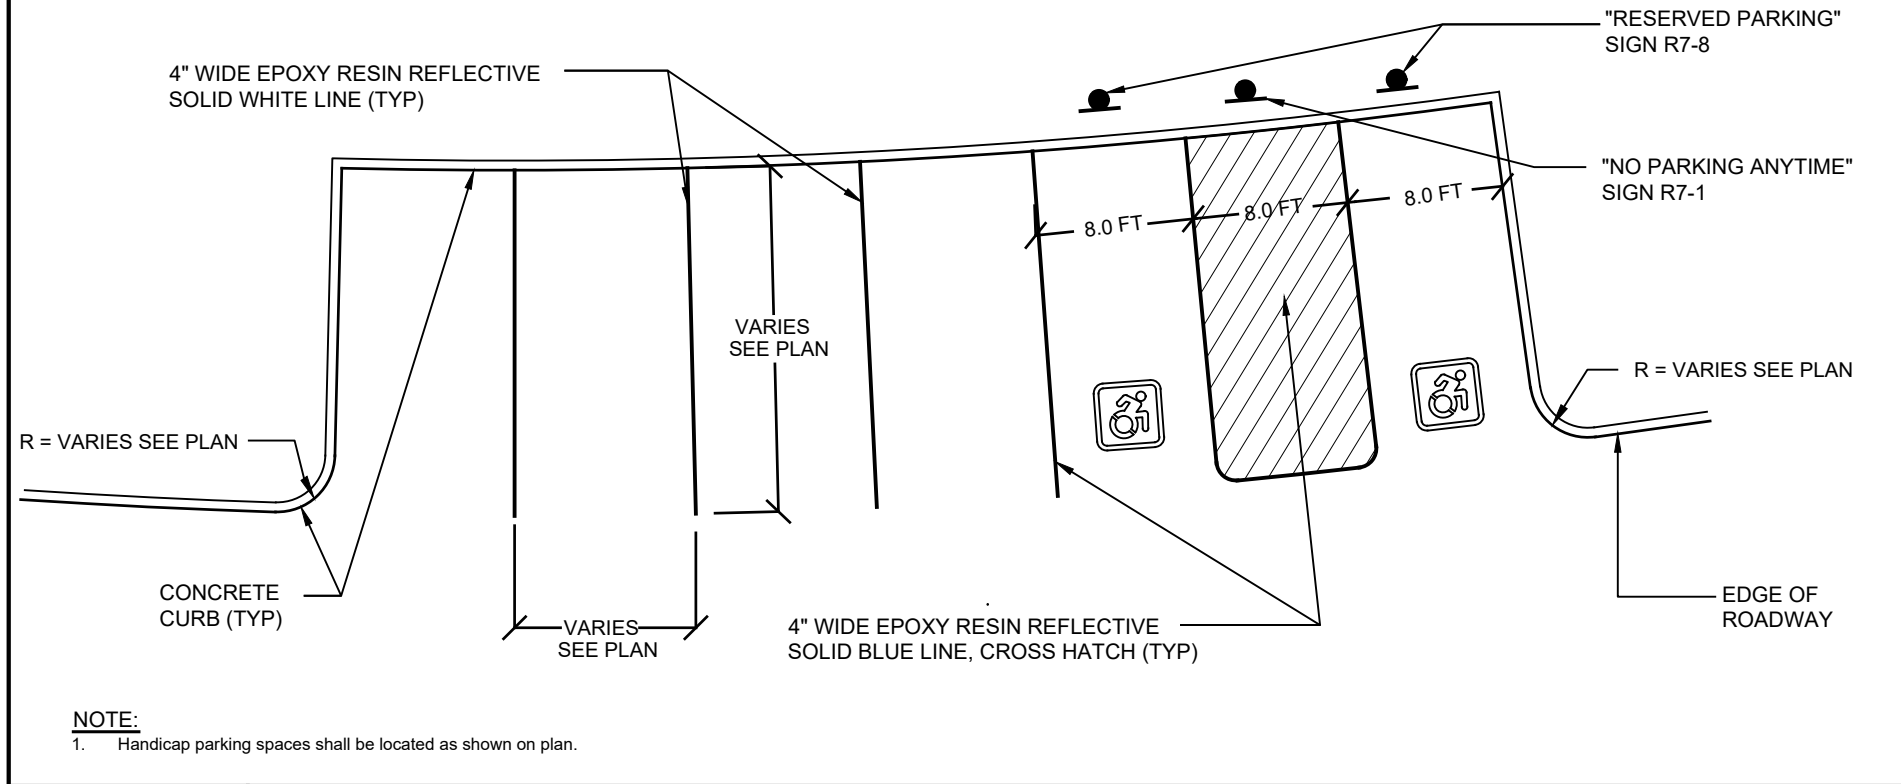 "RESERVED PARKING"
SIGN R7-8
4" WIDE EPOXY RESIN REFLECTIVE
SOLID WHITE LINE (TYP)
"NO PARKING ANYTIME"
SIGN R7-1
8.0 FT
8.0 FT
8.0 FT
VARIES
SEE PLAN
R = VARIES SEE PLAN
R = VARIES SEE PLAN
CONCRETE
CURB (TYP)
VARIES
SEE PLAN
4" WIDE EPOXY RESIN REFLECTIVE
SOLID BLUE LINE, CROSS HATCH (TYP)
EDGE OF
ROADWAY
NOTE:
1. Handicap parking spaces shall be located as shown on plan.